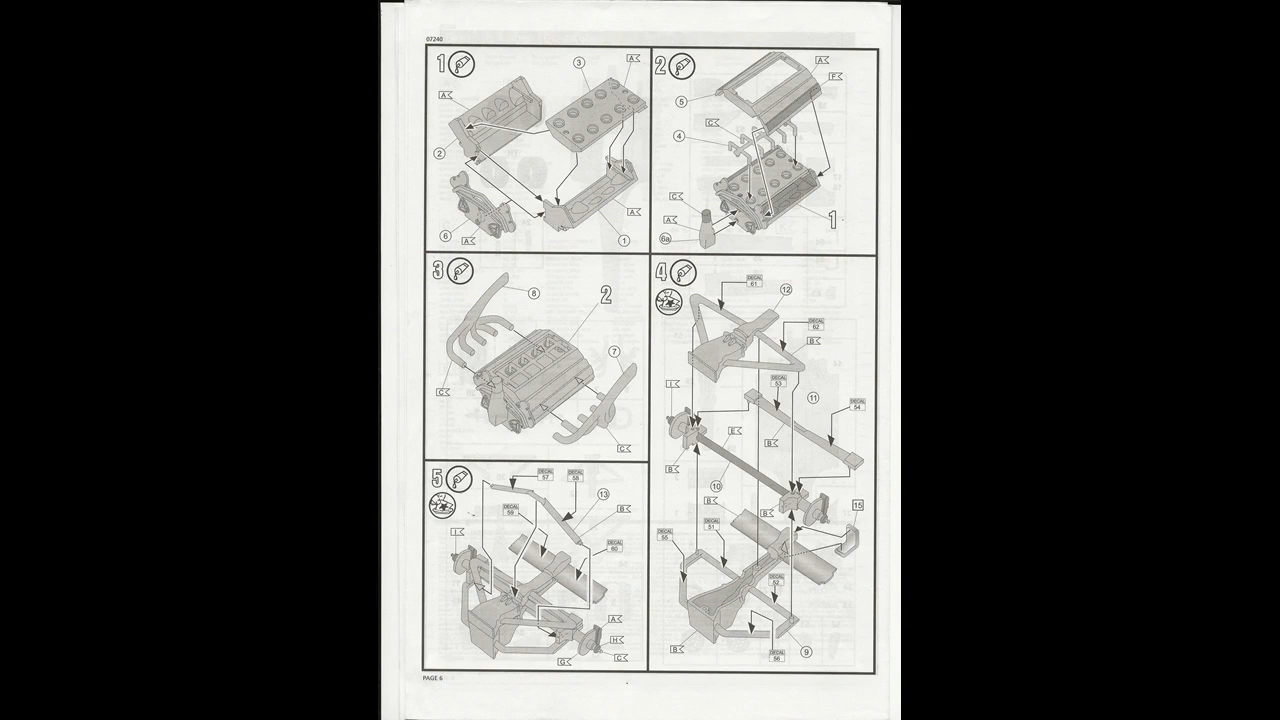 07240
1
3
A
A
2
A
6
A
1
2
A
F
5
C
4
C
A
6a
1
3
8
2
7
C
C
4
DECAL
61
12
DECAL
62
B
DECAL
53
11
I
DECAL
54
E
B
B
10
B
B
15
DECAL
51
DECAL
55
DECAL
52
B
9
DECAL
56
5
DECAL
57
DECAL
58
13
DECAL
59
B
I
DECAL
60
A
H
G
C
PAGE 6